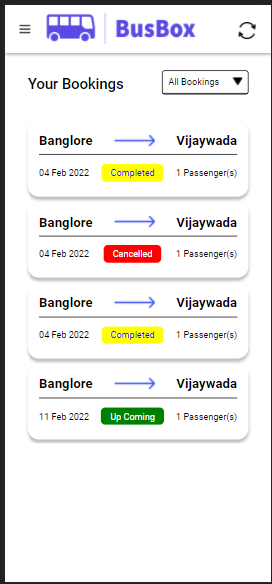 BusBox
Your Bookings All Bookings
Banglore Vijaywada
04 Feb 2022 Completed 1 Passenger(s)
Banglore Vijaywada
04 Feb 2022 Cancelled 1 Passenger(s)
Banglore Vijaywada
04 Feb 2022 Completed 1 Passenger(s)
Banglore Vijaywada
11 Feb 2022 Up Coming 1 Passenger(s)